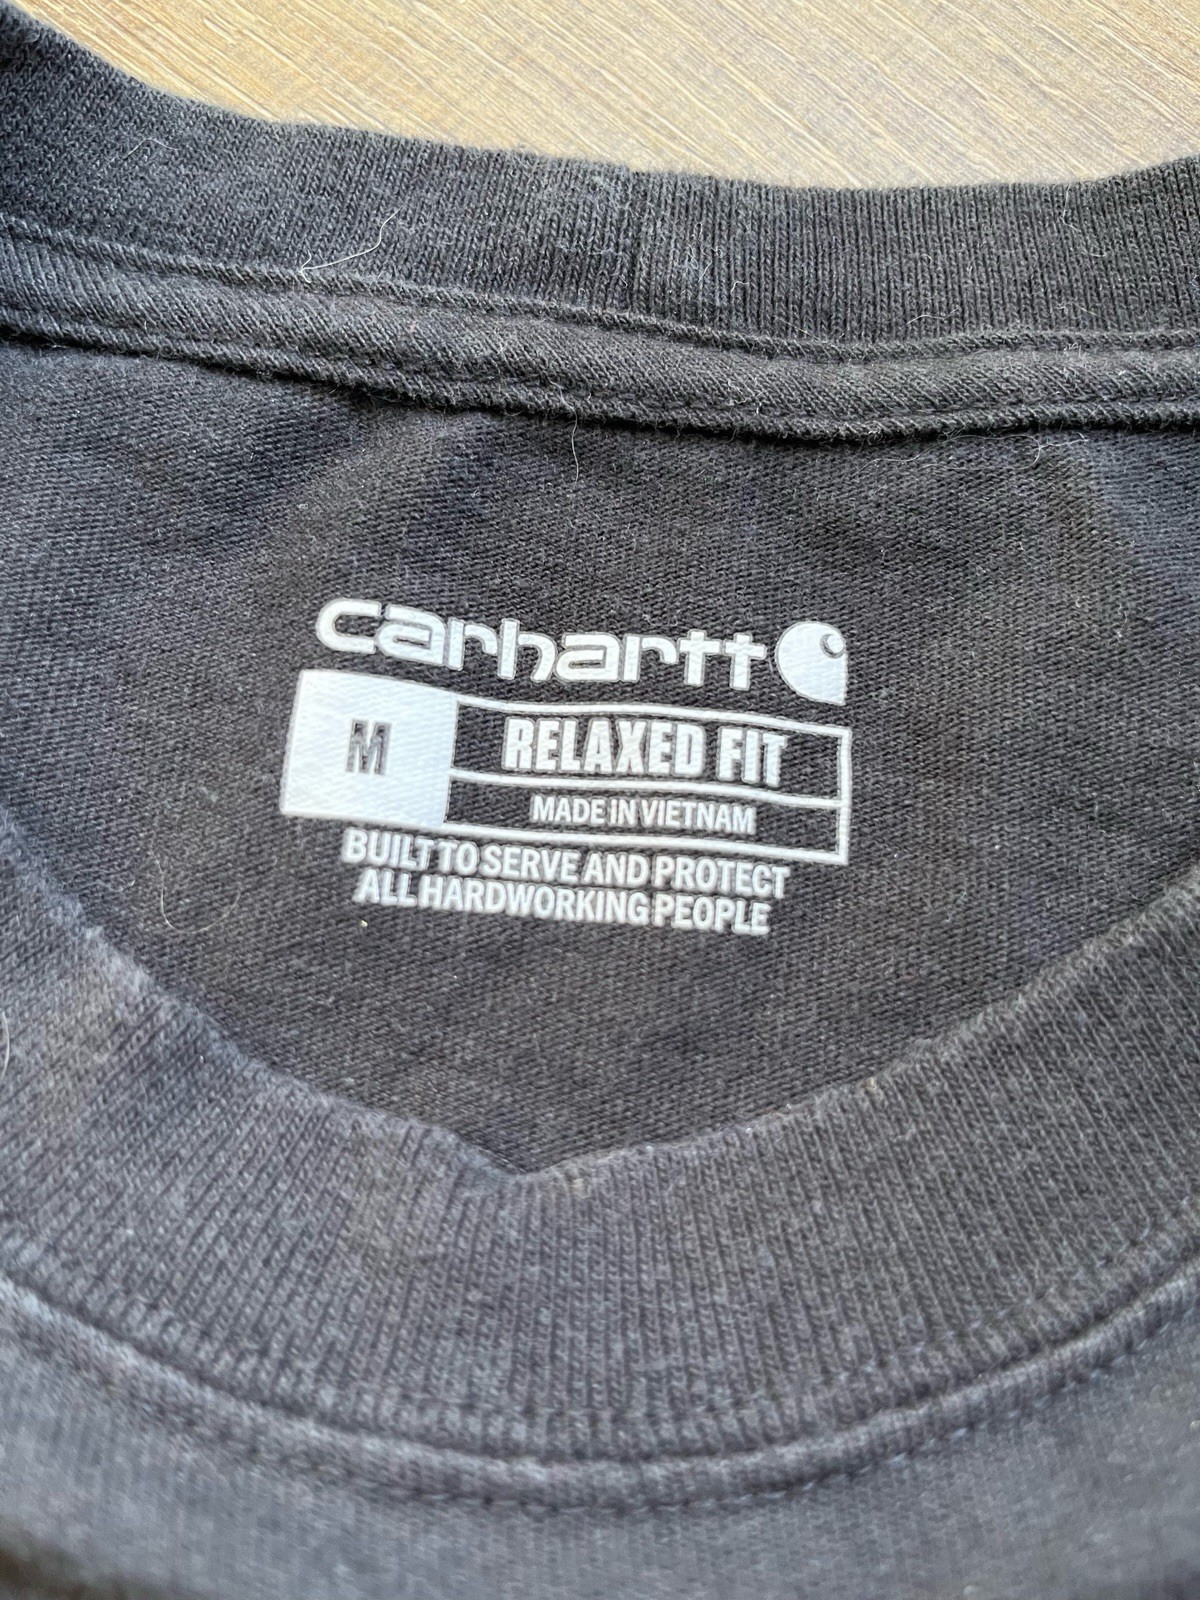 carhartt
M
RELAXED FIT
MADE IN VIETNAM
BUILT TO SERVE AND PROTECT
ALL HARDWORKING PEOPLE